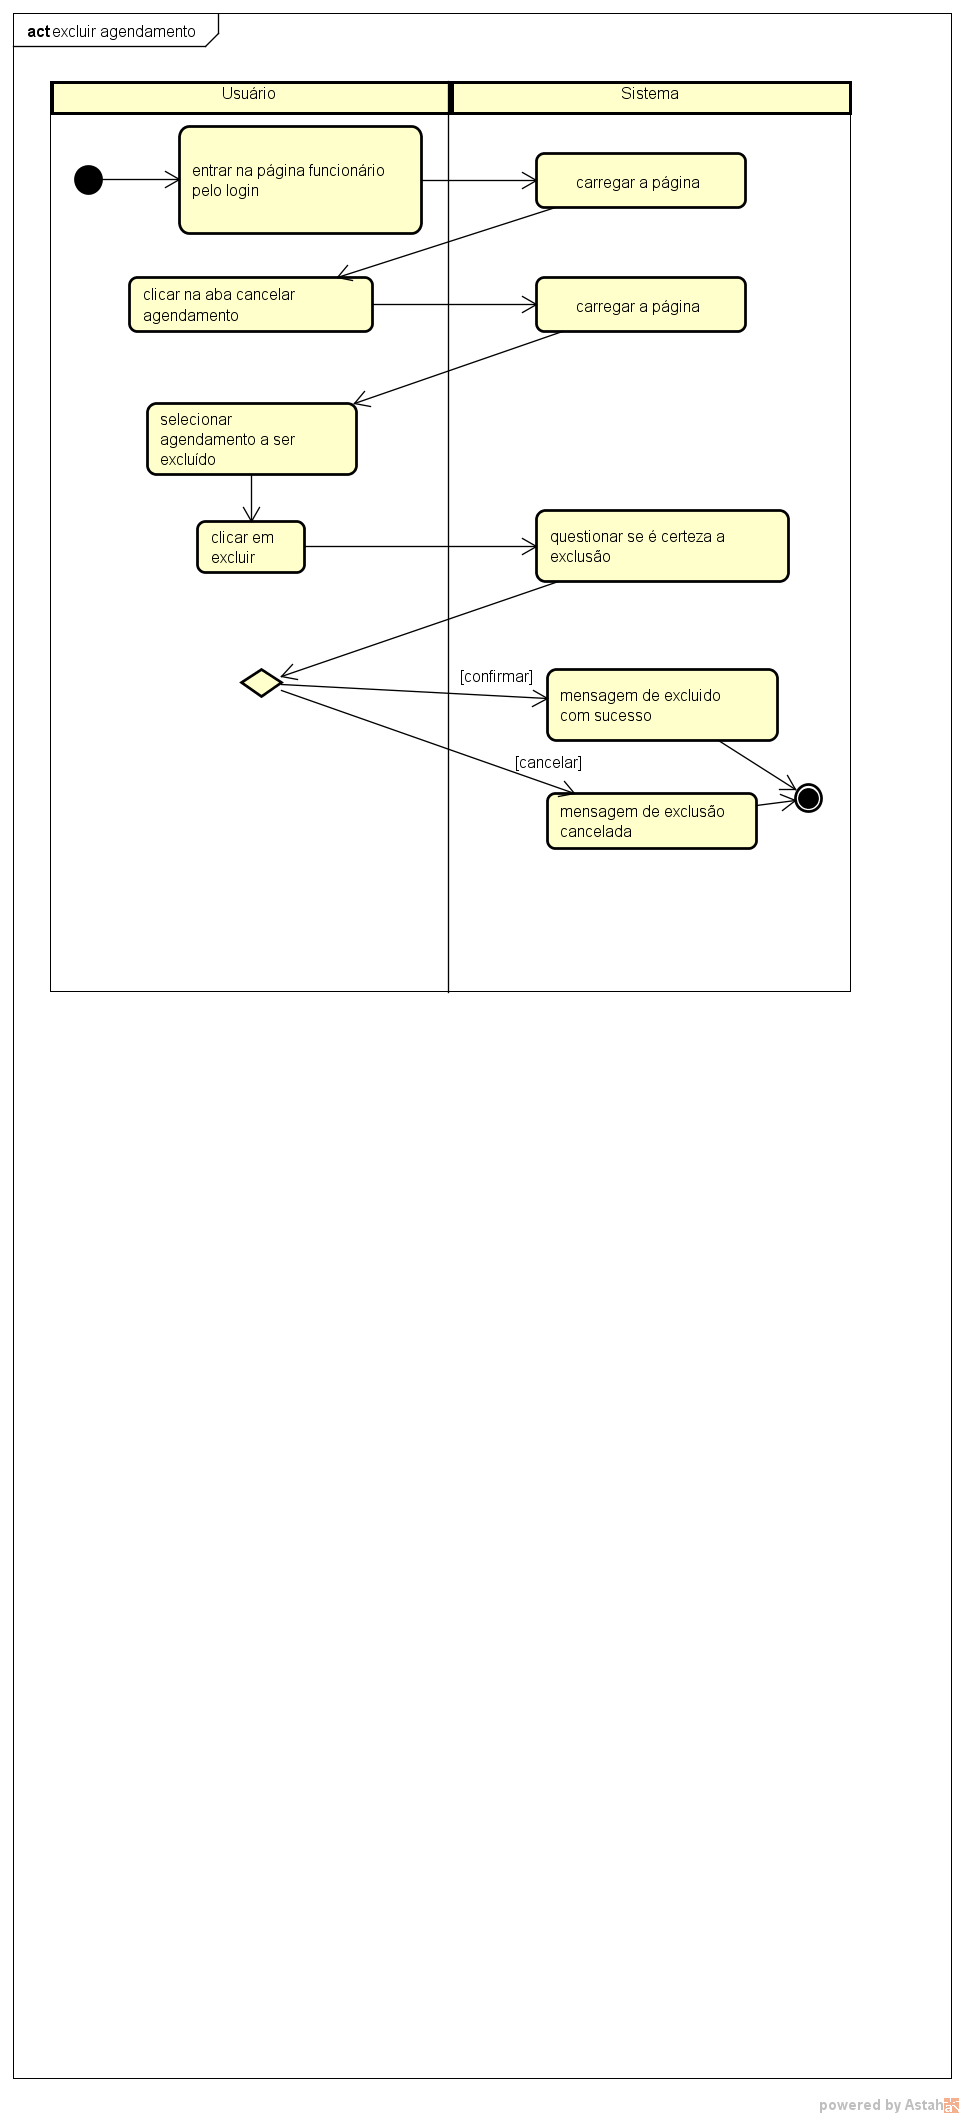 act excluir agendamento
Usuário
Sistema
entrar na página funcionário
pelo login
carregar a página
clicar na aba cancelar
agendamento
carregar a página
selecionar
agendamento a ser
excluído
clicar em
excluir
questionar se é certeza a
exclusão
[confirmar]
mensagem de excluido
com sucesso
[cancelar]
mensagem de exclusão
cancelada
powered by Astah